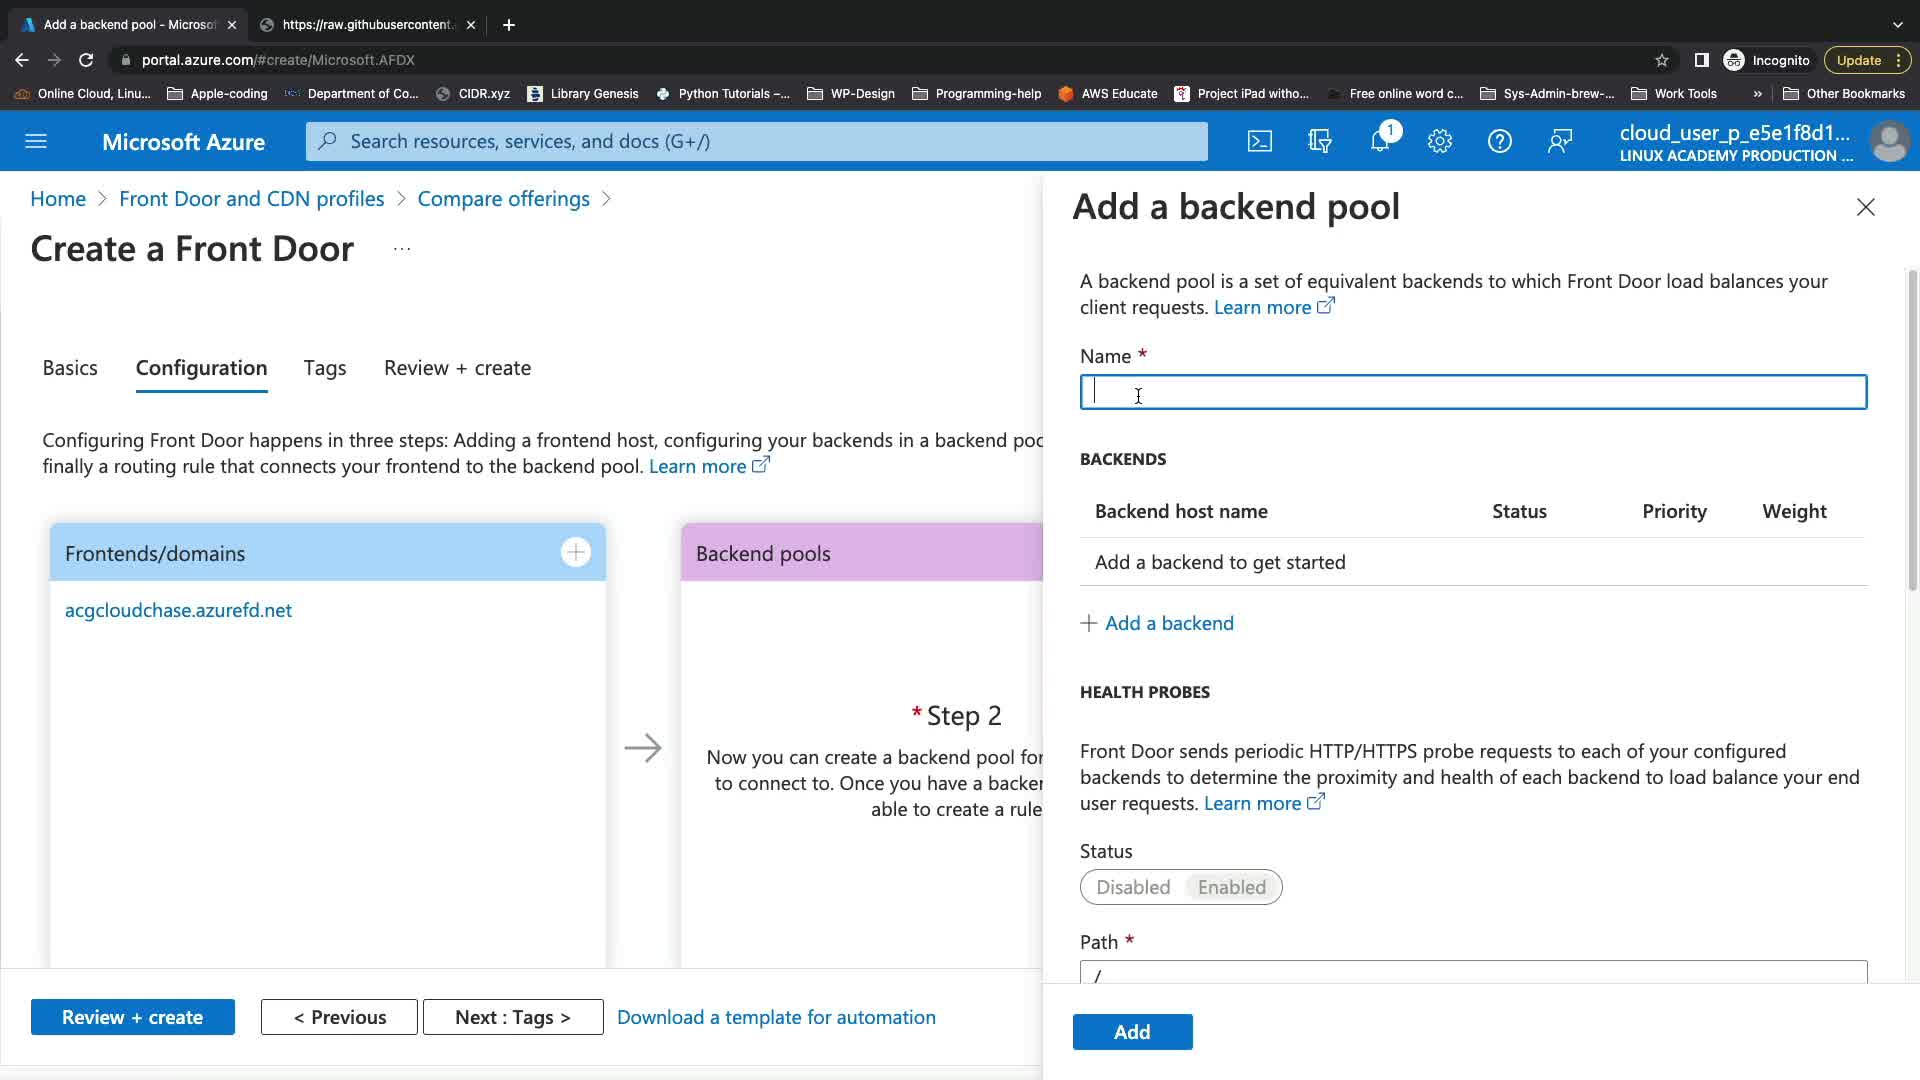 Add a backend pool - Microsof
https://raw.githubusercontent.
portal.azure.com/#create/Microsoft.AFDX
Incognito
Update
Online Cloud, Linu...
Apple-coding
Department of Co...
CIDR.xyz
Library Genesis
Python Tutorials –...
WP-Design
Programming-help
AWS Educate
Project iPad witho...
Free online word c...
Sys-Admin-brew-...
Work Tools
»
Other Bookmarks
Microsoft Azure
Search resources, services, and docs (G+/)
1
cloud_user_p_e5e1f8d1...
LINUX ACADEMY PRODUCTION ...
Home > Front Door and CDN profiles > Compare offerings >
Create a Front Door ...
Basics
Configuration
Tags
Review + create
Configuring Front Door happens in three steps: Adding a frontend host, configuring your backends in a backend poo
finally a routing rule that connects your frontend to the backend pool. Learn more
Frontends/domains
acgcloudchase.azurefd.net
Backend pools
* Step 2
Now you can create a backend pool for
to connect to. Once you have a backen
able to create a rule
Review + create
< Previous
Next : Tags >
Download a template for automation
Add a backend pool
A backend pool is a set of equivalent backends to which Front Door load balances your
client requests. Learn more
Name *
BACKENDS
Backend host name Status Priority Weight
Add a backend to get started
+ Add a backend
HEALTH PROBES
Front Door sends periodic HTTP/HTTPS probe requests to each of your configured
backends to determine the proximity and health of each backend to load balance your end
user requests. Learn more
Status
Disabled Enabled
Path *
/
Add